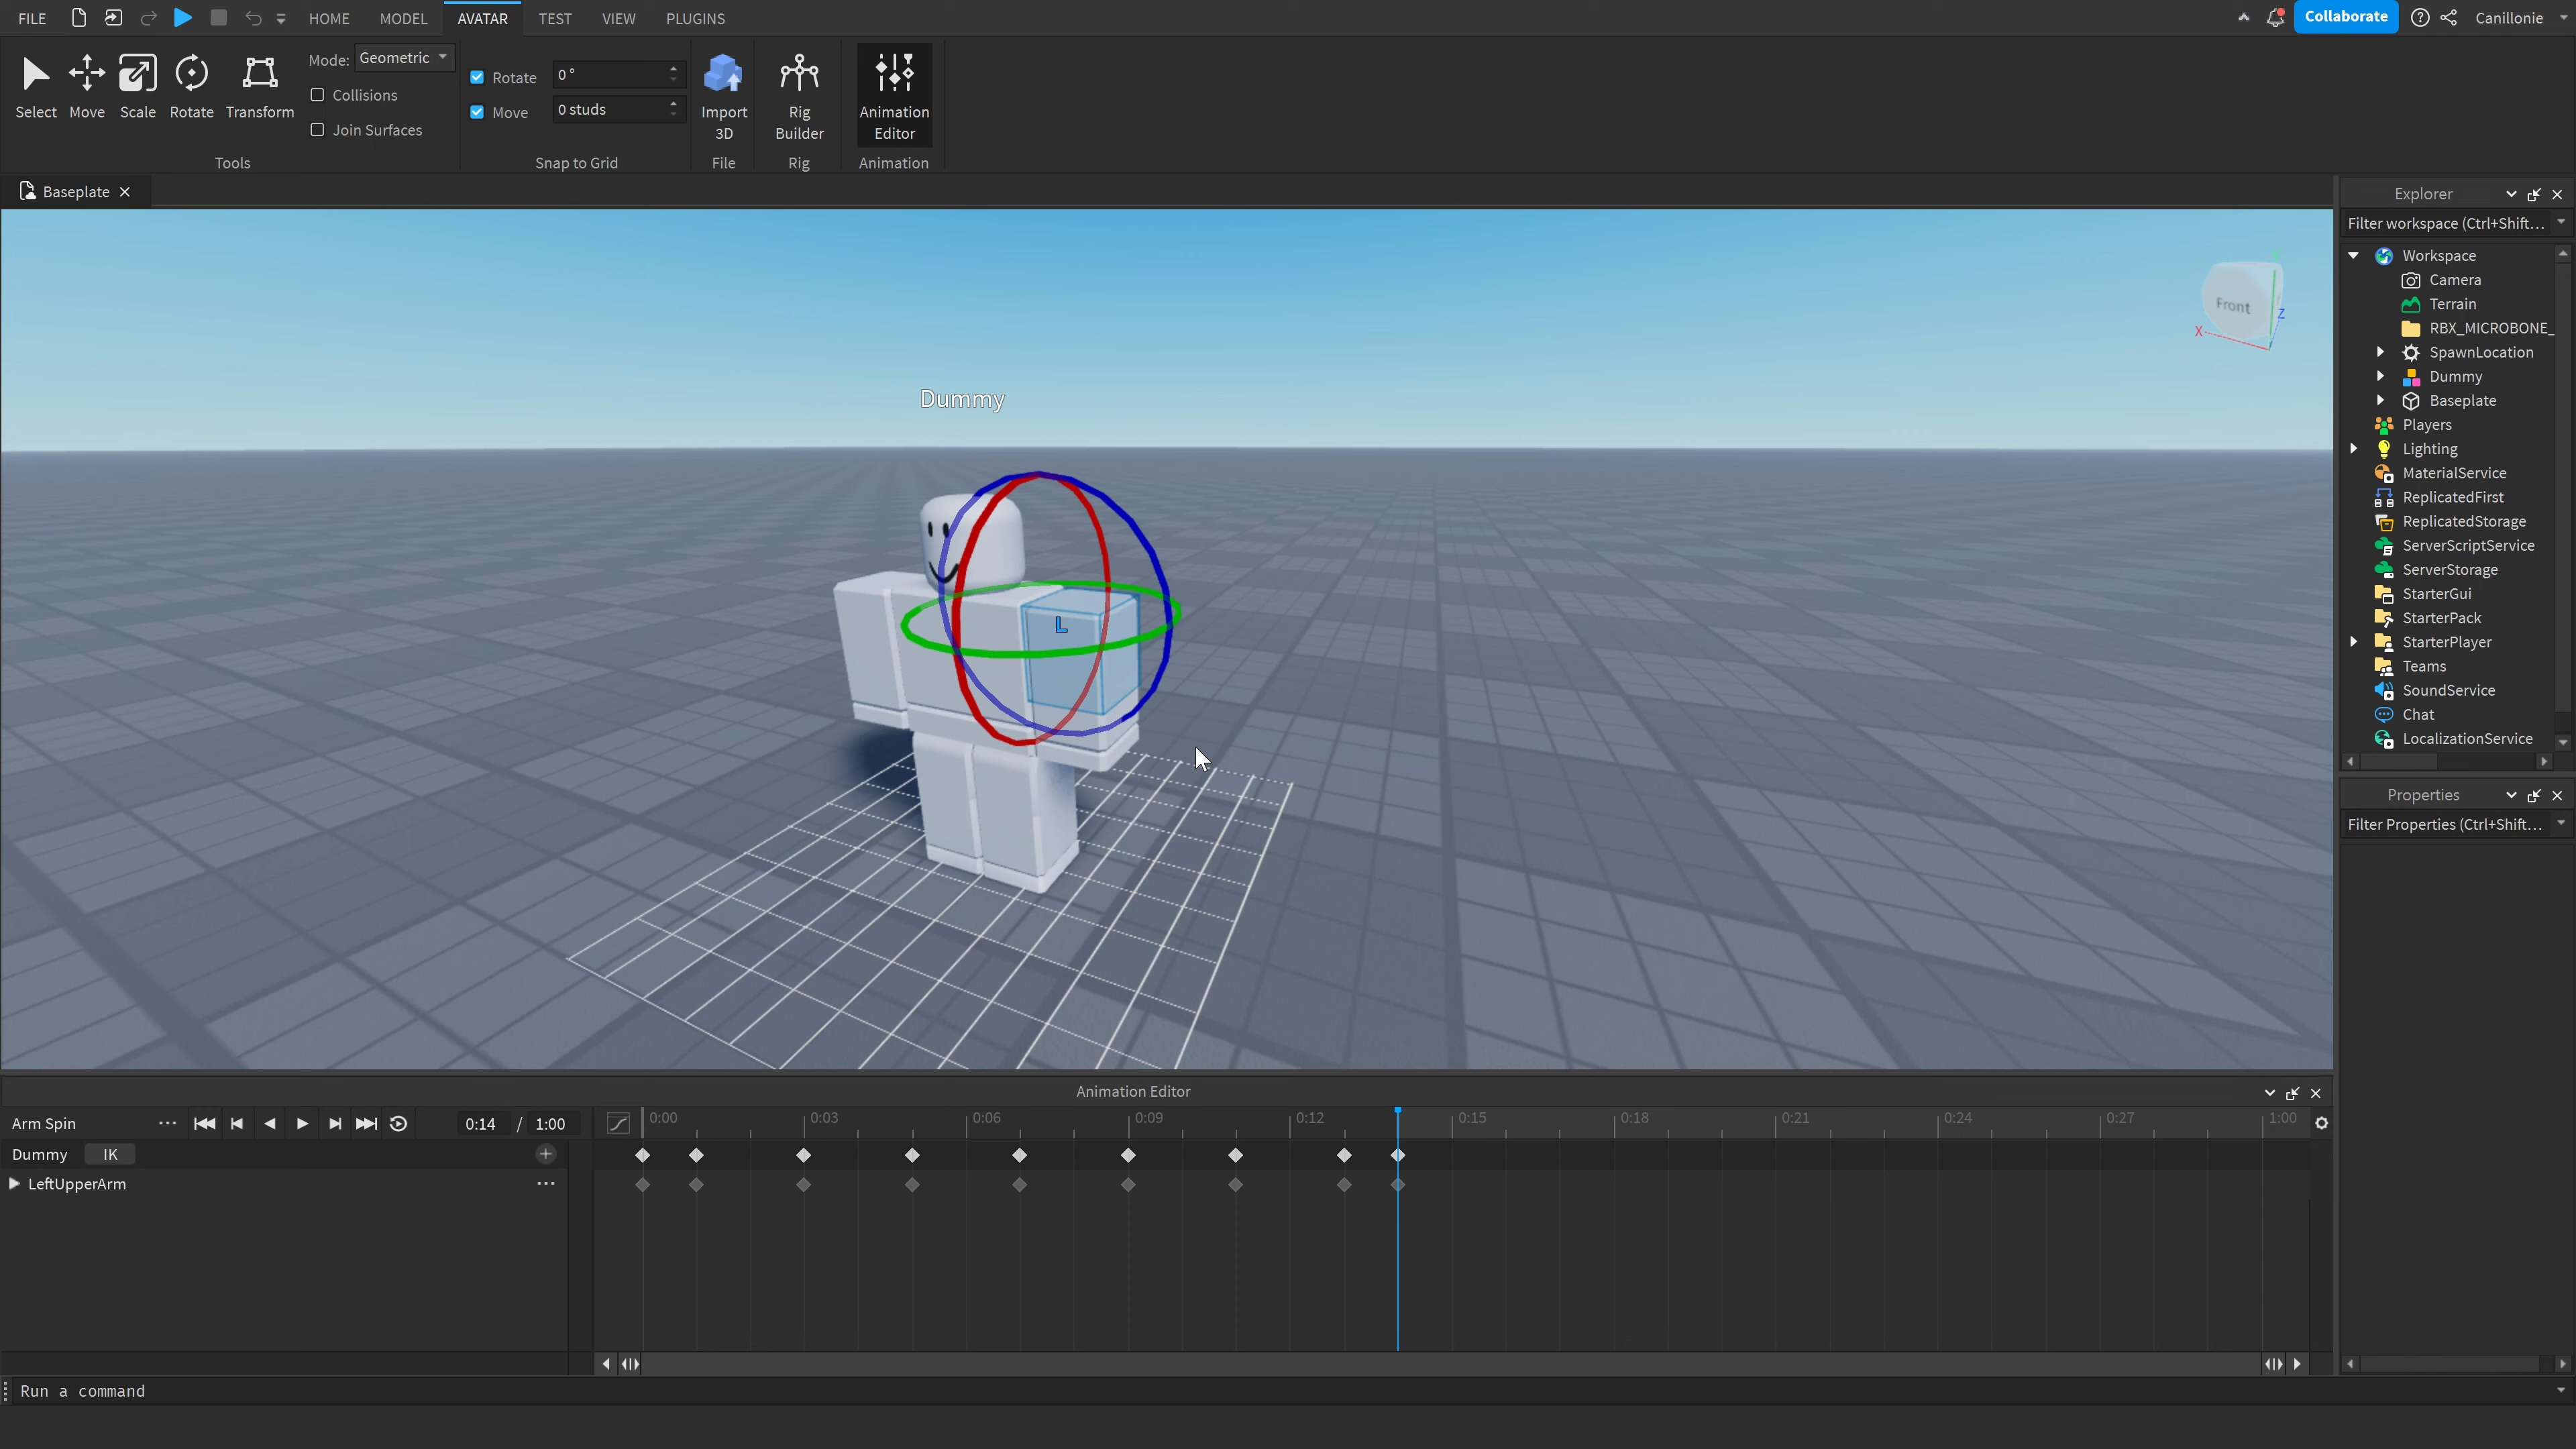 FILE HOME MODEL AVATAR TEST VIEW PLUGINS Collaborate Canillonie
Select Move Scale Rotate Transform
Mode: Geometric
Collisions
Join Surfaces
Tools
Rotate 0 °
Move 0 studs
Snap to Grid
Import 3D
File
Rig Builder
Rig
Animation Editor
Animation
Baseplate
Dummy
Front
X
Z
L
Explorer
Filter workspace (Ctrl+Shift...
Workspace
Camera
Terrain
RBX_MICROBONE_
SpawnLocation
Dummy
Baseplate
Players
Lighting
MaterialService
ReplicatedFirst
ReplicatedStorage
ServerScriptService
ServerStorage
StarterGui
StarterPack
StarterPlayer
Teams
SoundService
Chat
LocalizationService
Properties
Filter Properties (Ctrl+Shift...
Animation Editor
Arm Spin 0:14 / 1:00 0:00 0:03 0:06 0:09 0:12 0:15 0:18 0:21 0:24 0:27 1:00
Dummy IK
LeftUpperArm
Run a command